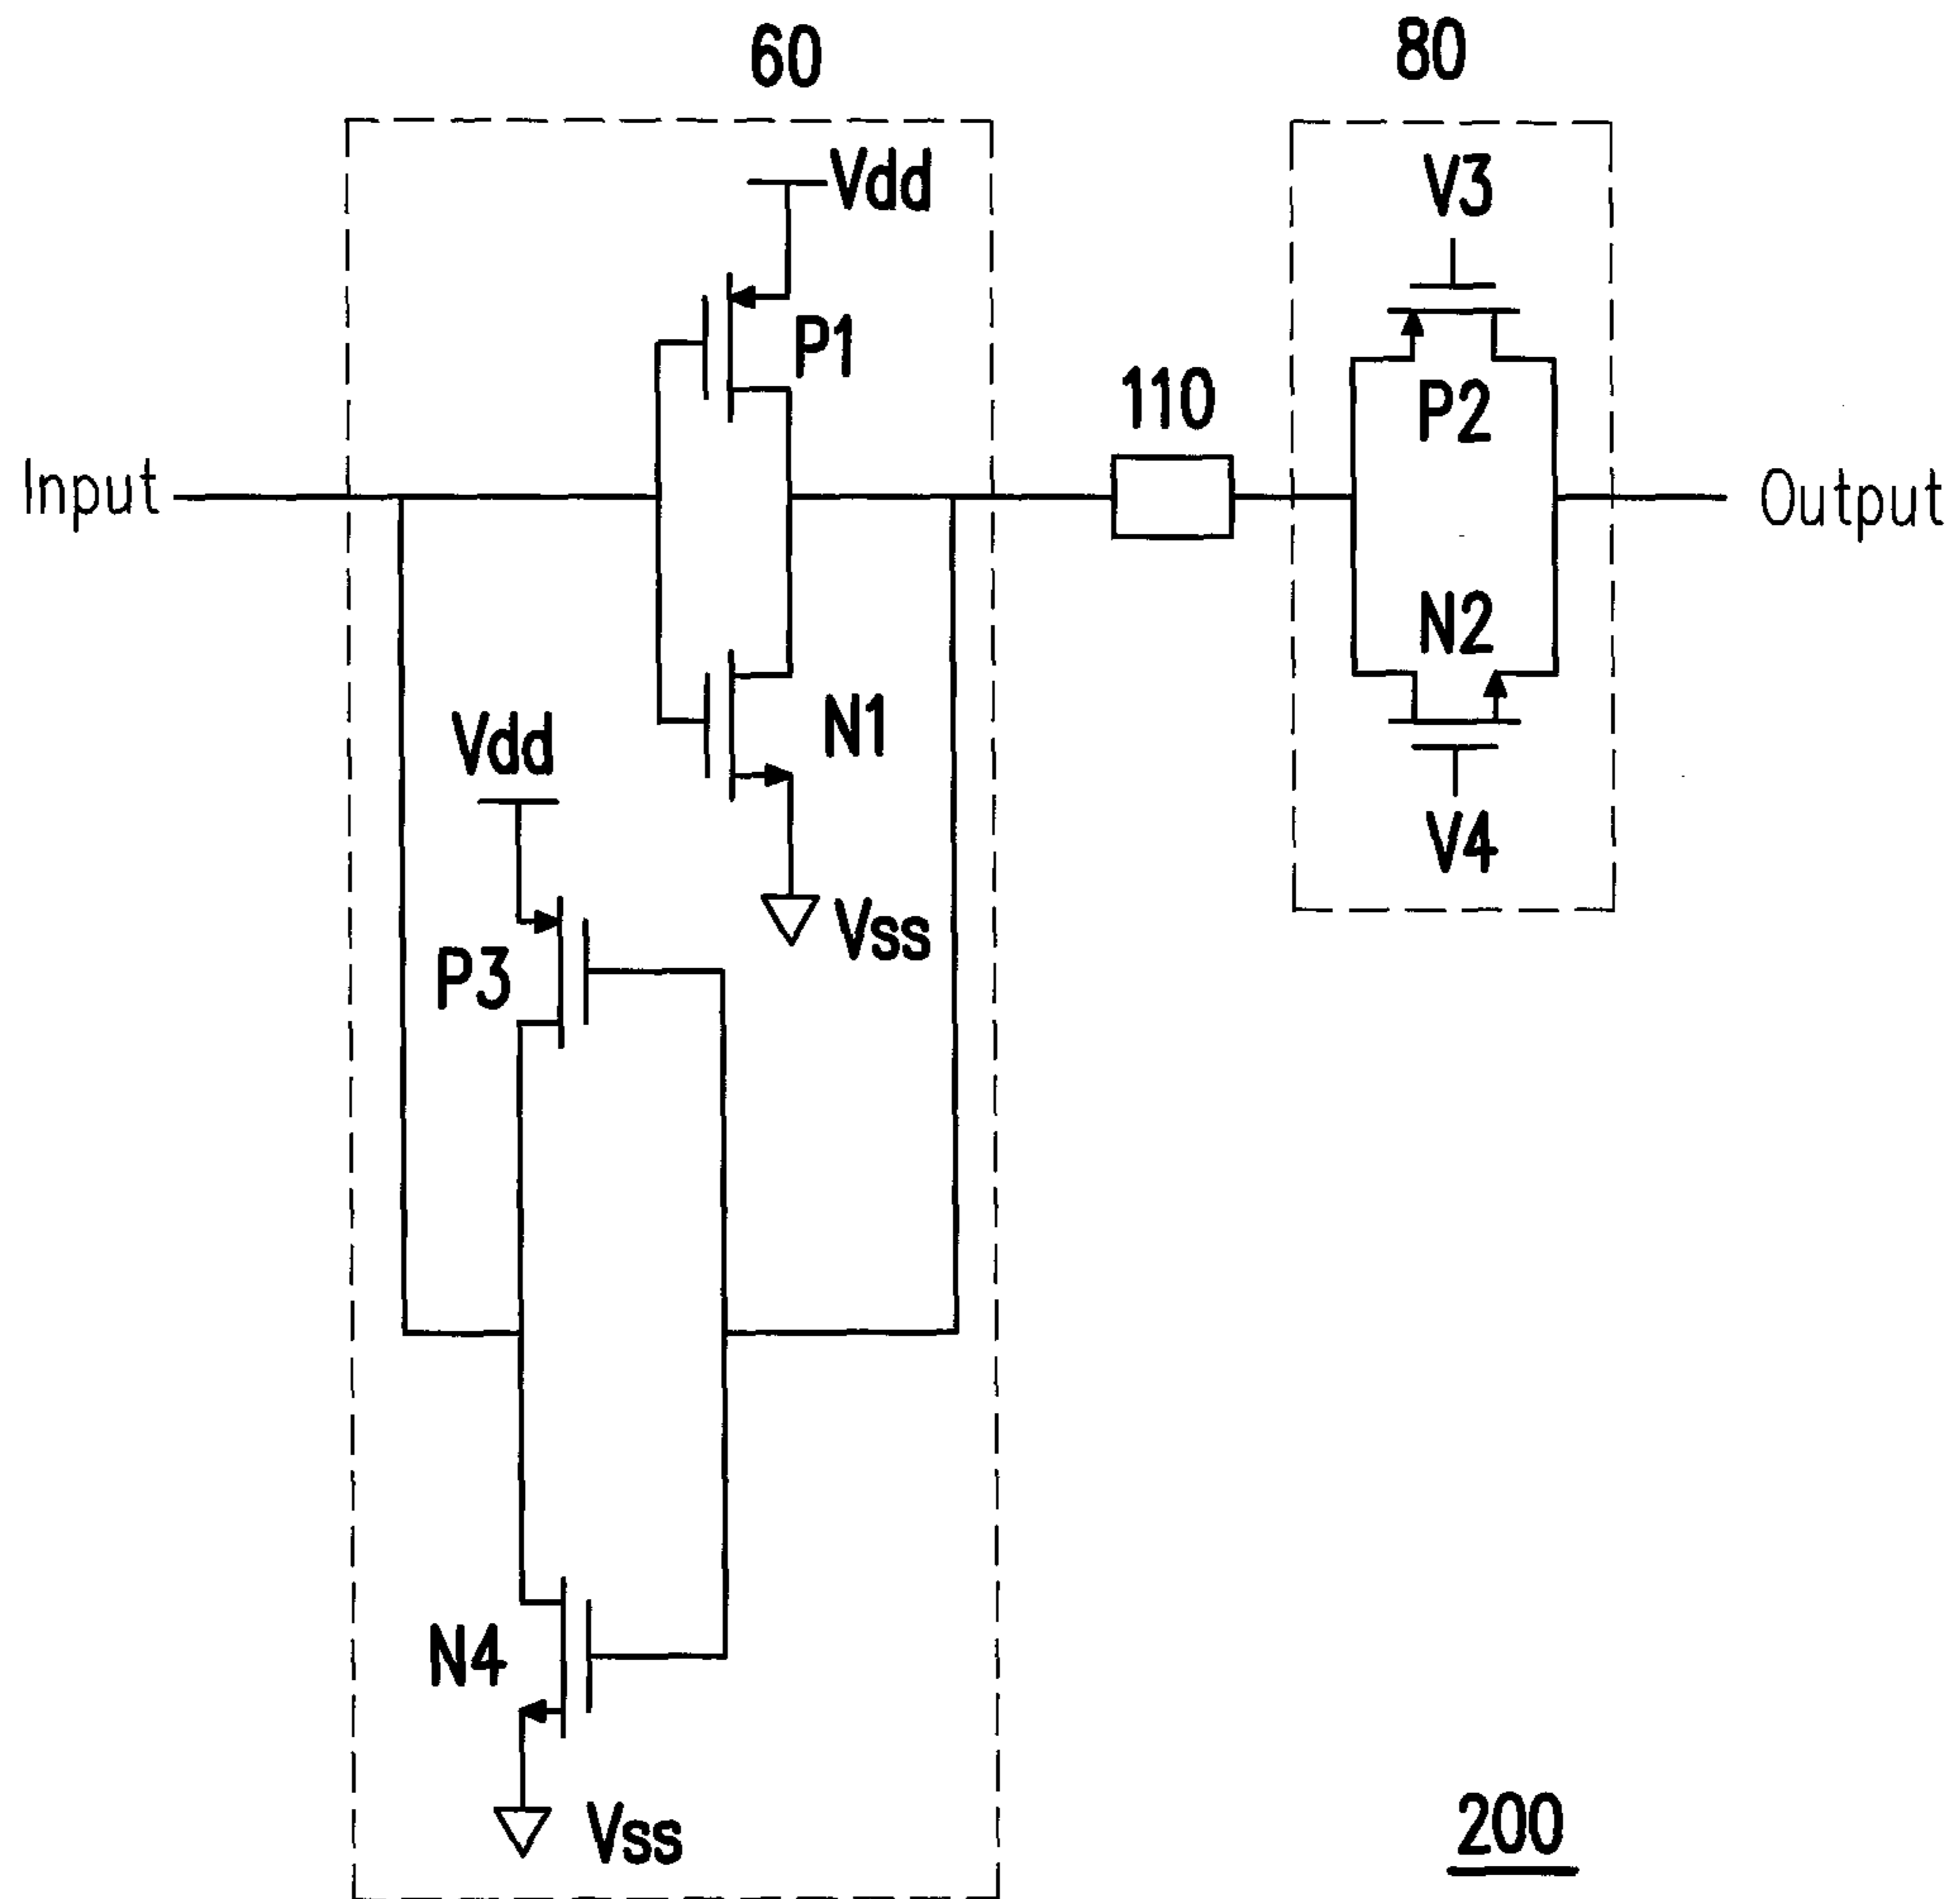 60
80
Vdd
V3
P1
110
P2
Input
Output
N2
N1
Vdd
V4
Vss
P3
N4
Vss
200